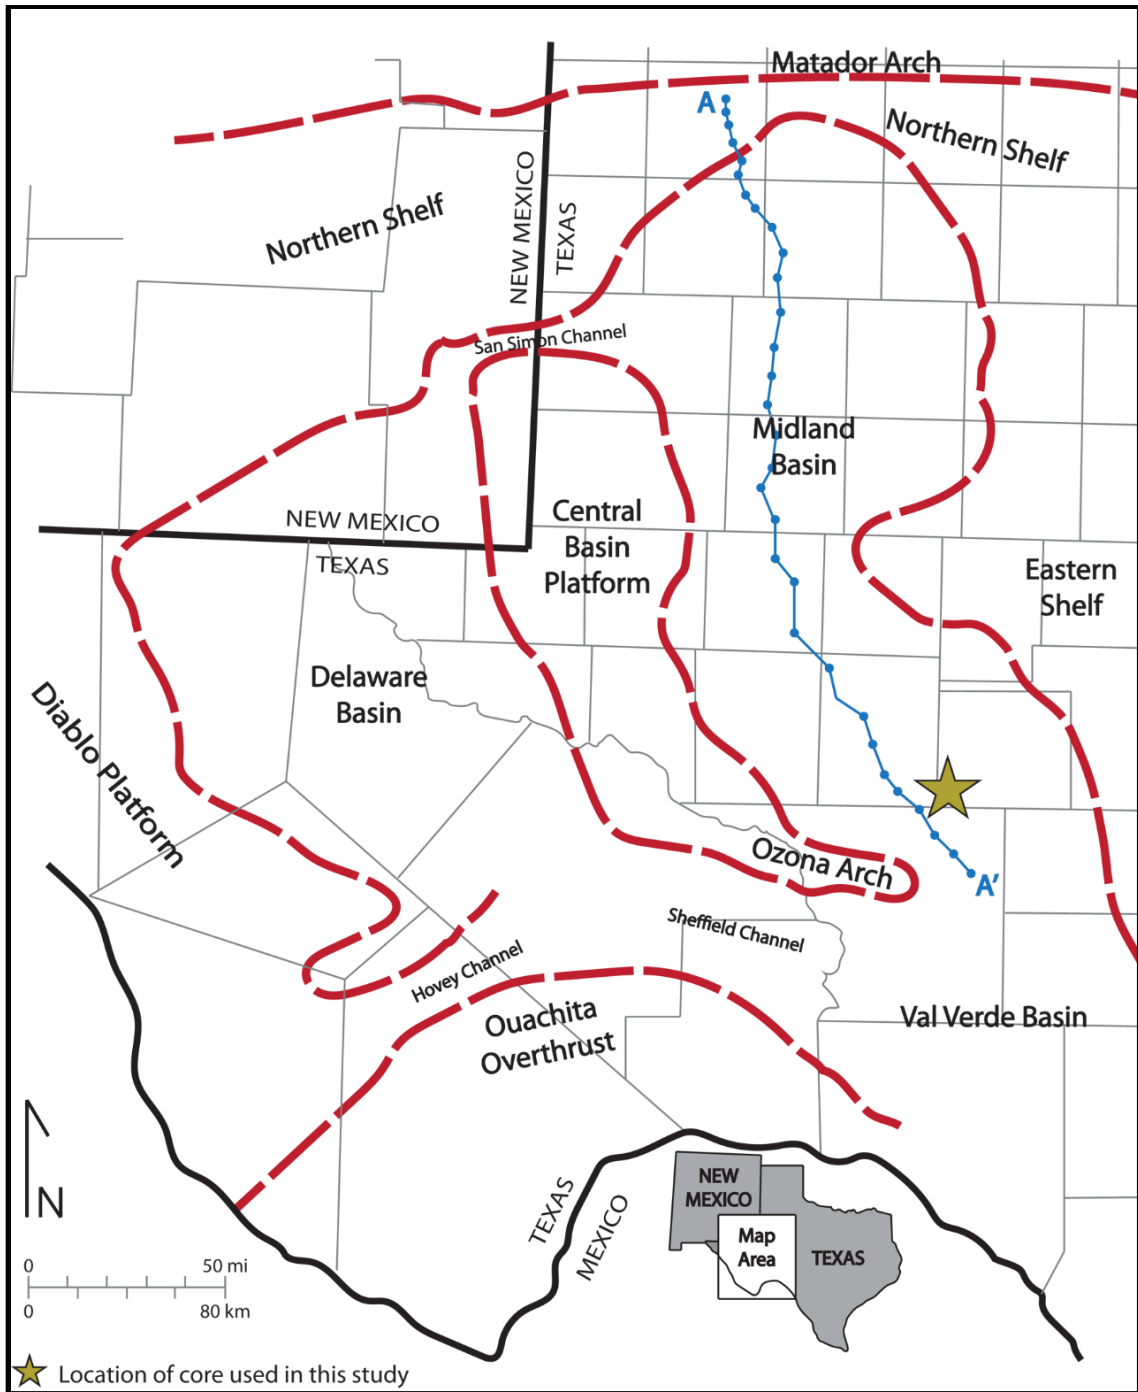 Matador Arch
A
Northern Shelf
Northern Shelf
NEW MEXICO
TEXAS
San Simon Channel
Midland
Basin
Central
Basin
Platform
NEW MEXICO
TEXAS
Eastern
Shelf
Delaware
Basin
Diablo Platform
Ozona Arch
A′
Sheffield Channel
Hovey Channel
Ouachita
Overthrust
Val Verde Basin
N
TEXAS
MEXICO
NEW
MEXICO
Map
Area
TEXAS
0 50 mi
0 80 km
Location of core used in this study